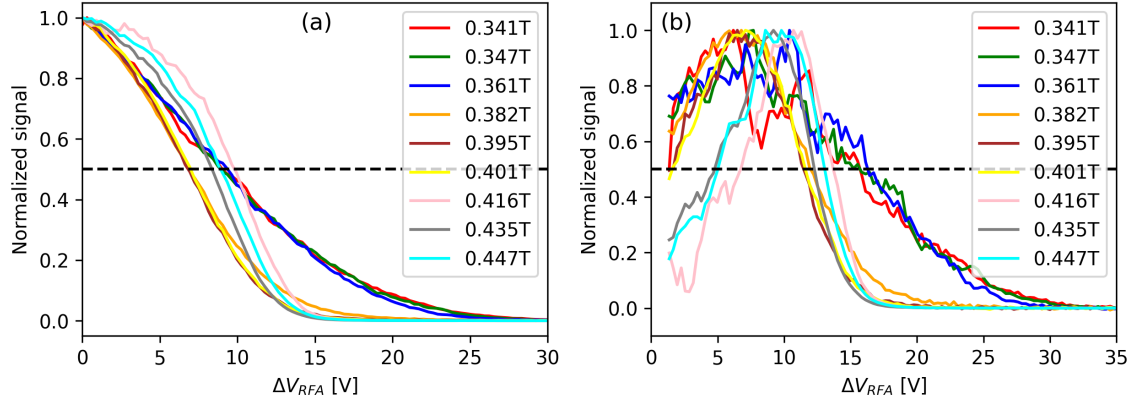 (a)
Normalized signal
1.0
0.8
0.6
0.4
0.2
0.0
0
5
10
15
20
25
30
ΔV_RFA [V]
0.341T
0.347T
0.361T
0.382T
0.395T
0.401T
0.416T
0.435T
0.447T
(b)
Normalized signal
1.0
0.8
0.6
0.4
0.2
0.0
0
5
10
15
20
25
30
35
ΔV_RFA [V]
0.341T
0.347T
0.361T
0.382T
0.395T
0.401T
0.416T
0.435T
0.447T